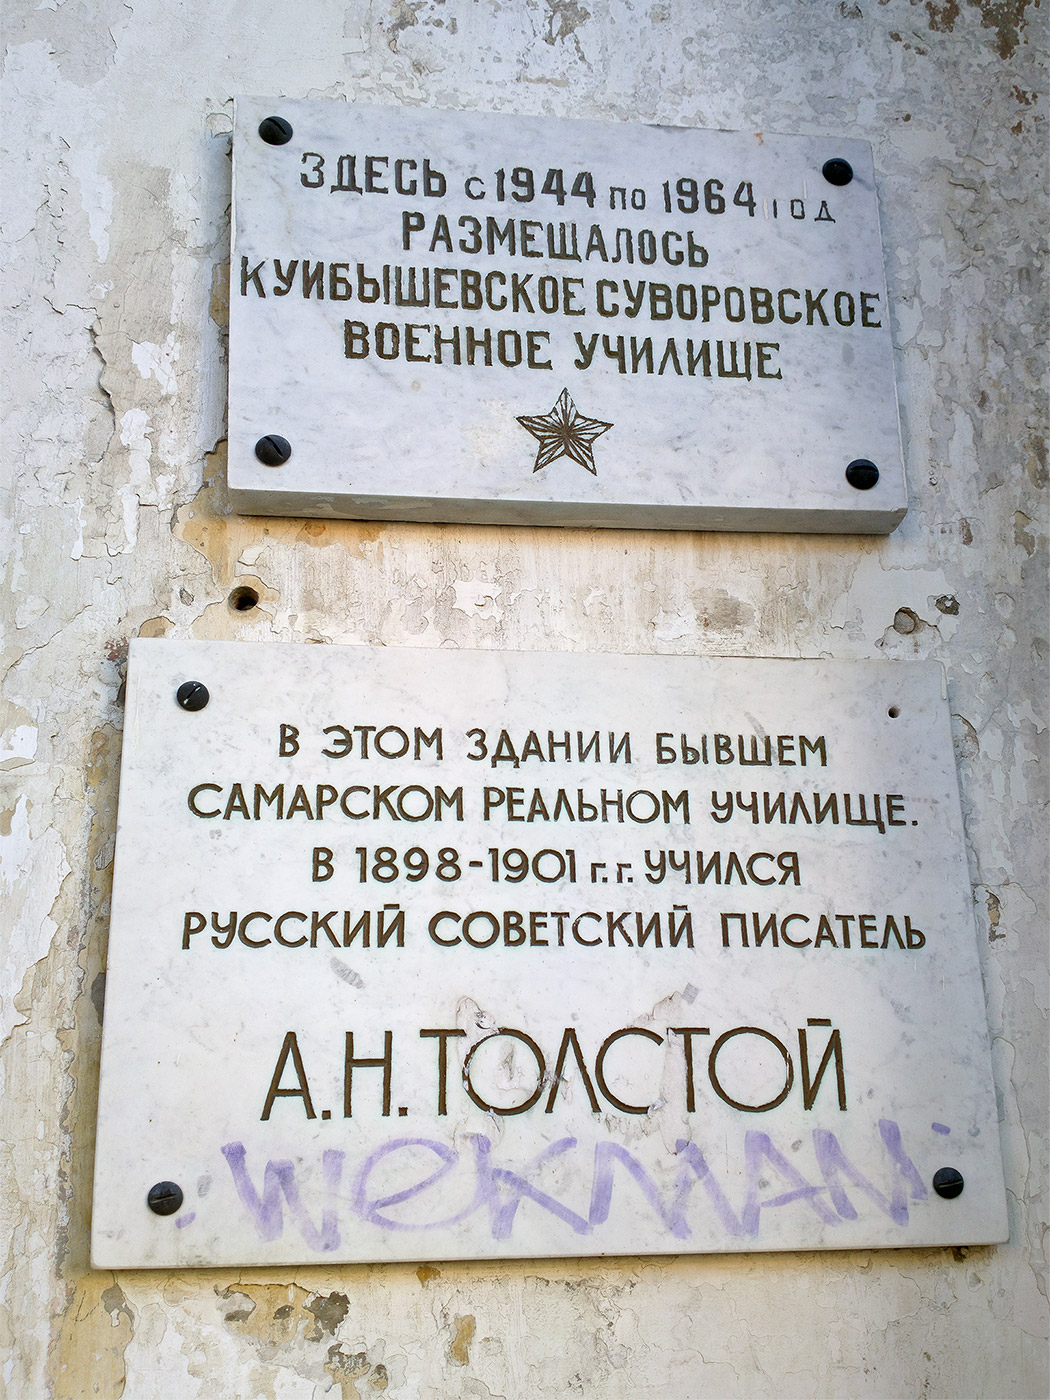 ЗДЕСЬ с 1944 по 1964 год
РАЗМЕЩАЛОСЬ
КУИБЫШЕВСКОЕ СУВОРОВСКОЕ
ВОЕННОЕ УЧИЛИЩЕ
В ЭТОМ ЗДАНИИ БЫВШЕМ
САМАРСКОМ РЕАЛЬНОМ УЧИЛИЩЕ.
В 1898-1901 г.г. УЧИЛСЯ
РУССКИЙ СОВЕТСКИЙ ПИСАТЕЛЬ
А.Н. ТОЛСТОЙ